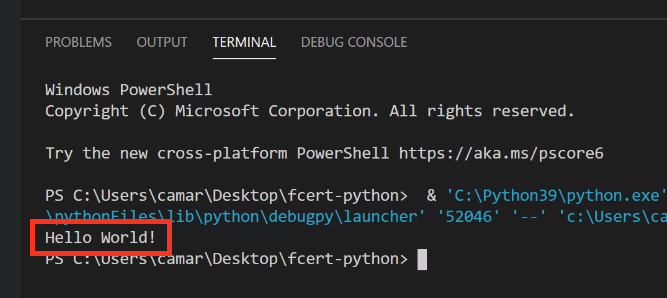 PROBLEMS OUTPUT TERMINAL DEBUG CONSOLE
Windows PowerShell
Copyright (C) Microsoft Corporation. All rights reserved.
Try the new cross-platform PowerShell https://aka.ms/pscore6
PS C:\Users\camar\Desktop\fcert-python> & 'C:\Python39\python.exe'
\pythonFiles\lib\python\debugpy\launcher' '52046' '--' 'c:\Users\ca
Hello World!
PS C:\Users\camar\Desktop\fcert-python>